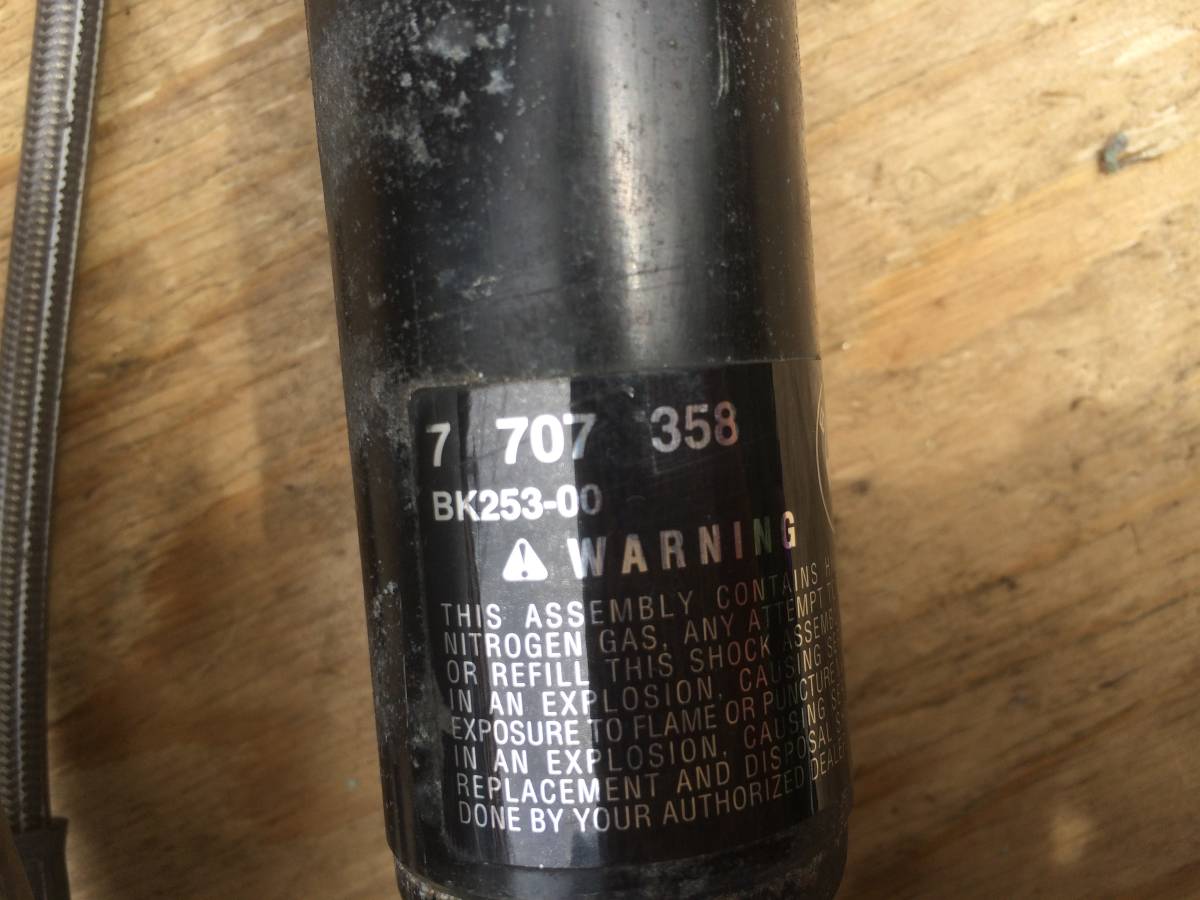 7 707 358
BK253-00
WARNING
THIS ASSEMBLY CONTAINS
NITROGEN GAS. ANY ATTEMPT
OR REFILL THIS SHOCK
IN AN EXPLOSION, CAUSING
EXPOSURE TO FLAME OR PUNCTURE
IN AN EXPLOSION, CAUSING
REPLACEMENT AND DISPOSAL
DONE BY YOUR AUTHORIZED